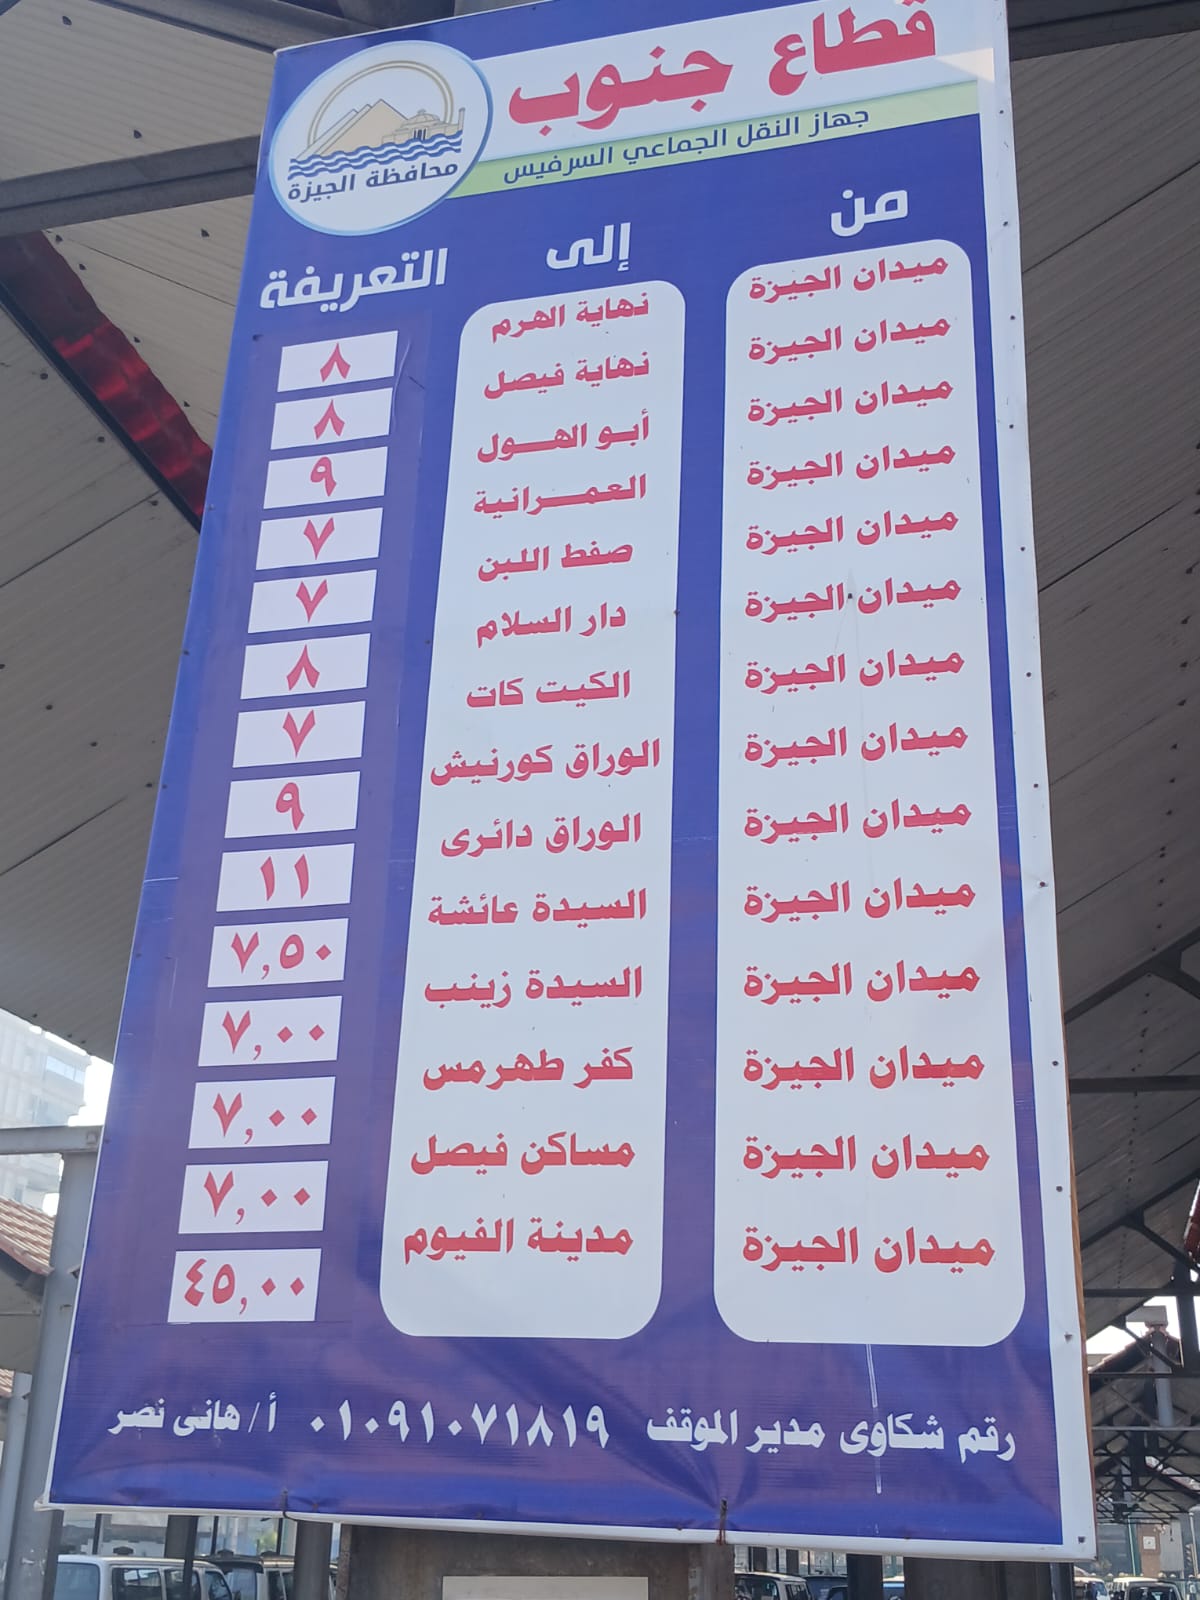 قطاع جنوب
جهاز النقل الجماعي السرفيس
محافظة الجيزة
من إلى التعريفة
ميدان الجيزة نهاية الهرم ٨
ميدان الجيزة نهاية فيصل ٨
ميدان الجيزة أبو الهول ٩
ميدان الجيزة العمرانية ٧
ميدان الجيزة صفط اللبن ٧
ميدان الجيزة دار السلام ٨
ميدان الجيزة الكيت كات ٧
ميدان الجيزة الوراق كورنيش ٩
ميدان الجيزة الوراق دائرى ١١
ميدان الجيزة السيدة عائشة ٧,٥٠
ميدان الجيزة السيدة زينب ٧,٠٠
ميدان الجيزة كفر طهرمس ٧,٠٠
ميدان الجيزة مساكن فيصل ٧,٠٠
ميدان الجيزة مدينة الفيوم ٤٥,٠٠
رقم شكاوى مدير الموقف ٠١٠٩١٠٧١٨١٩ أ/ هانى نصر